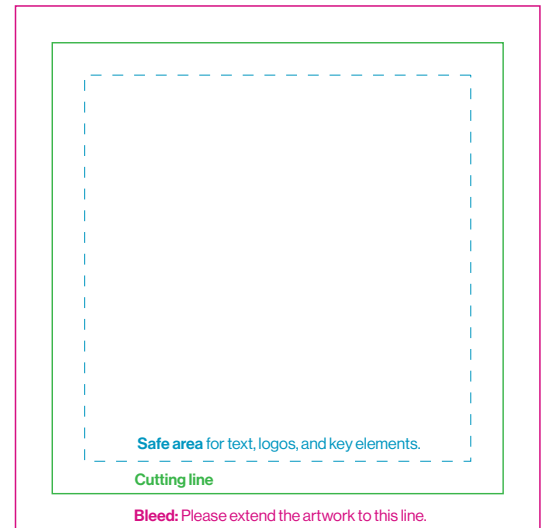 Safe area for text, logos, and key elements.
Cutting line
Bleed: Please extend the artwork to this line.